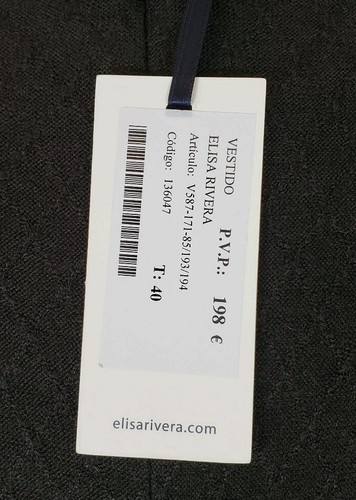 VESTIDO
ELISA RIVERA
P.V.P.: 198 €
Artículo: V587-171-85/193/194
Código: 136047
T: 40
elisarivera.com